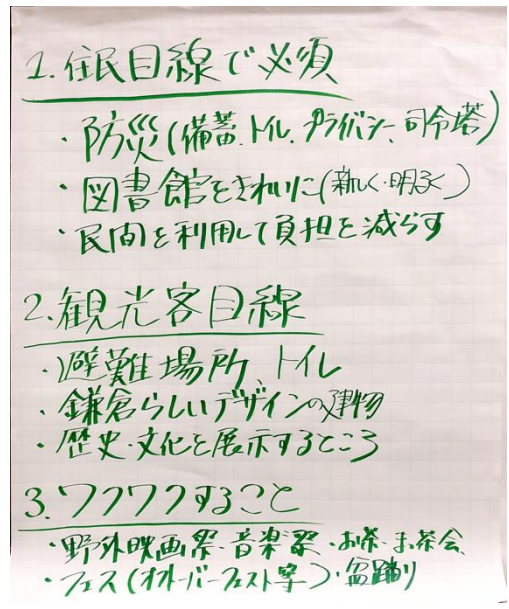 1. 住民目線で必須
・防災(備蓄、トイレ、プライバシー、司令塔)
・図書館をきれいに(新しく・明るく)
・民間を利用して負担を減らす
2. 観光客目線
・避難場所、トイレ
・鎌倉らしいデザインの建物
・歴史・文化を展示するところ
3. ワクワクすること
・野外映画祭・音楽祭・お茶・お茶会
・フェス(オクトーバーフェスト等)・盆踊り